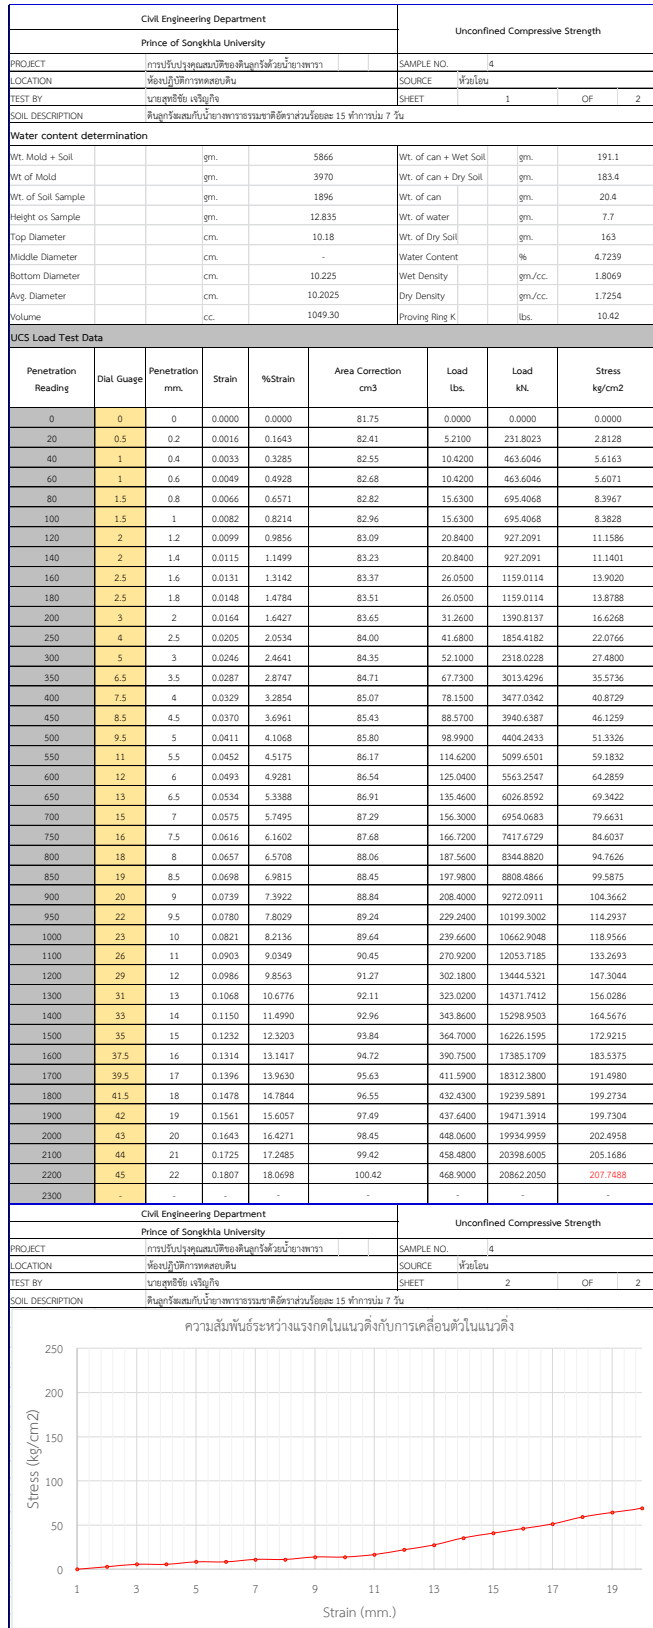 Civil Engineering Department
Unconfined Compressive Strength
Prince of Songkhla University
PROJECT การปรับปรุงคุณสมบัติของดินลูกรังด้วยน้ำยางพารา SAMPLE NO. 4
LOCATION ห้องปฏิบัติการทดสอบดิน SOURCE ห้วยโอน
TEST BY นายสุทธิชัย เจริญกิจ SHEET 1 OF 2
SOIL DESCRIPTION ดินลูกรังผสมกับน้ำยางพาราธรรมชาติอัตราส่วนร้อยละ 15 ทำการบ่ม 7 วัน
Water content determination
Wt. Mold + Soil gm. 5866 Wt. of can + Wet Soil gm. 191.1
Wt of Mold gm. 3970 Wt. of can + Dry Soil gm. 183.4
Wt. of Soil Sample gm. 1896 Wt. of can gm. 20.4
Height os Sample gm. 12.835 Wt. of water gm. 7.7
Top Diameter cm. 10.18 Wt. of Dry Soil gm. 163
Middle Diameter cm. - Water Content % 4.7239
Bottom Diameter cm. 10.225 Wet Density gm./cc. 1.8069
Avg. Diameter cm. 10.2025 Dry Density gm./cc. 1.7254
Volume cc. 1049.30 Proving Ring K lbs. 10.42
UCS Load Test Data
Penetration Reading Dial Guage Penetration mm. Strain %Strain Area Correction cm3 Load lbs. Load kN. Stress kg/cm2
0 0 0 0.0000 0.0000 81.75 0.0000 0.0000 0.0000
20 0.5 0.2 0.0016 0.1643 82.41 5.2100 231.8023 2.8128
40 1 0.4 0.0033 0.3285 82.55 10.4200 463.6046 5.6163
60 1 0.6 0.0049 0.4928 82.68 10.4200 463.6046 5.6071
80 1.5 0.8 0.0066 0.6571 82.82 15.6300 695.4068 8.3967
100 1.5 1 0.0082 0.8214 82.96 15.6300 695.4068 8.3828
120 2 1.2 0.0099 0.9856 83.09 20.8400 927.2091 11.1586
140 2 1.4 0.0115 1.1499 83.23 20.8400 927.2091 11.1401
160 2.5 1.6 0.0131 1.3142 83.37 26.0500 1159.0114 13.9020
180 2.5 1.8 0.0148 1.4784 83.51 26.0500 1159.0114 13.8788
200 3 2 0.0164 1.6427 83.65 31.2600 1390.8137 16.6268
250 4 2.5 0.0205 2.0534 84.00 41.6800 1854.4182 22.0766
300 5 3 0.0246 2.4641 84.35 52.1000 2318.0228 27.4800
350 6.5 3.5 0.0287 2.8747 84.71 67.7300 3013.4296 35.5736
400 7.5 4 0.0329 3.2854 85.07 78.1500 3477.0342 40.8729
450 8.5 4.5 0.0370 3.6961 85.43 88.5700 3940.6387 46.1259
500 9.5 5 0.0411 4.1068 85.80 98.9900 4404.2433 51.3326
550 11 5.5 0.0452 4.5175 86.17 114.6200 5099.6501 59.1832
600 12 6 0.0493 4.9281 86.54 125.0400 5563.2547 64.2859
650 13 6.5 0.0534 5.3388 86.91 135.4600 6026.8592 69.3422
700 15 7 0.0575 5.7495 87.29 156.3000 6954.0683 79.6631
750 16 7.5 0.0616 6.1602 87.68 166.7200 7417.6729 84.6037
800 18 8 0.0657 6.5708 88.06 187.5600 8344.8820 94.7626
850 19 8.5 0.0698 6.9815 88.45 197.9800 8808.4866 99.5875
900 20 9 0.0739 7.3922 88.84 208.4000 9272.0911 104.3662
950 22 9.5 0.0780 7.8029 89.24 229.2400 10199.3002 114.2937
1000 23 10 0.0821 8.2136 89.64 239.6600 10662.9048 118.9566
1100 26 11 0.0903 9.0349 90.45 270.9200 12053.7185 133.2693
1200 29 12 0.0986 9.8563 91.27 302.1800 13444.5321 147.3044
1300 31 13 0.1068 10.6776 92.11 323.0200 14371.7412 156.0286
1400 33 14 0.1150 11.4990 92.96 343.8600 15298.9503 164.5676
1500 35 15 0.1232 12.3203 93.84 364.7000 16226.1595 172.9215
1600 37.5 16 0.1314 13.1417 94.72 390.7500 17385.1709 183.5375
1700 39.5 17 0.1396 13.9630 95.63 411.5900 18312.3800 191.4980
1800 41.5 18 0.1478 14.7844 96.55 432.4300 19239.5891 199.2734
1900 42 19 0.1561 15.6057 97.49 437.6400 19471.3914 199.7304
2000 43 20 0.1643 16.4271 98.45 448.0600 19934.9959 202.4958
2100 44 21 0.1725 17.2485 99.42 458.4800 20398.6005 205.1686
2200 45 22 0.1807 18.0698 100.42 468.9000 20862.2050 207.7488
2300 - - - - - - - -
Civil Engineering Department
Unconfined Compressive Strength
Prince of Songkhla University
PROJECT การปรับปรุงคุณสมบัติของดินลูกรังด้วยน้ำยางพารา SAMPLE NO. 4
LOCATION ห้องปฏิบัติการทดสอบดิน SOURCE ห้วยโอน
TEST BY นายสุทธิชัย เจริญกิจ SHEET 2 OF 2
SOIL DESCRIPTION ดินลูกรังผสมกับน้ำยางพาราธรรมชาติอัตราส่วนร้อยละ 15 ทำการบ่ม 7 วัน
ความสัมพันธ์ระหว่างแรงกดในแนวดิ่งกับการเคลื่อนตัวในแนวดิ่ง
250
200
150
100
50
0
Stress (kg/cm2)
1 3 5 7 9 11 13 15 17 19
Strain (mm.)